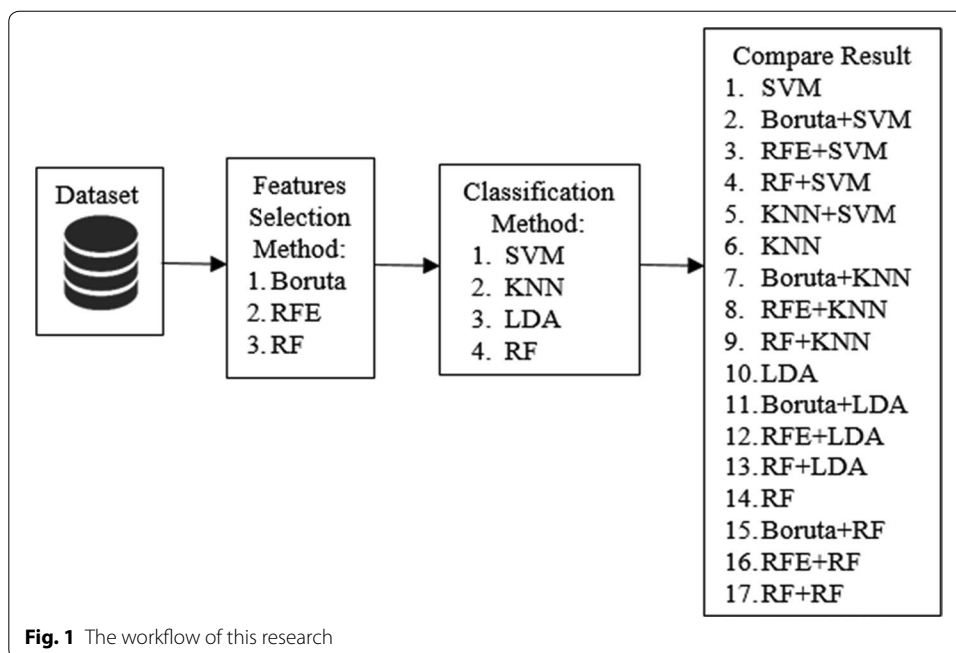 Dataset
Features
Selection
Method:
1. Boruta
2. RFE
3. RF
Classification
Method:
1. SVM
2. KNN
3. LDA
4. RF
Compare Result
1. SVM
2. Boruta+SVM
3. RFE+SVM
4. RF+SVM
5. KNN+SVM
6. KNN
7. Boruta+KNN
8. RFE+KNN
9. RF+KNN
10. LDA
11. Boruta+LDA
12. RFE+LDA
13. RF+LDA
14. RF
15. Boruta+RF
16. RFE+RF
17. RF+RF
Fig. 1 The workflow of this research